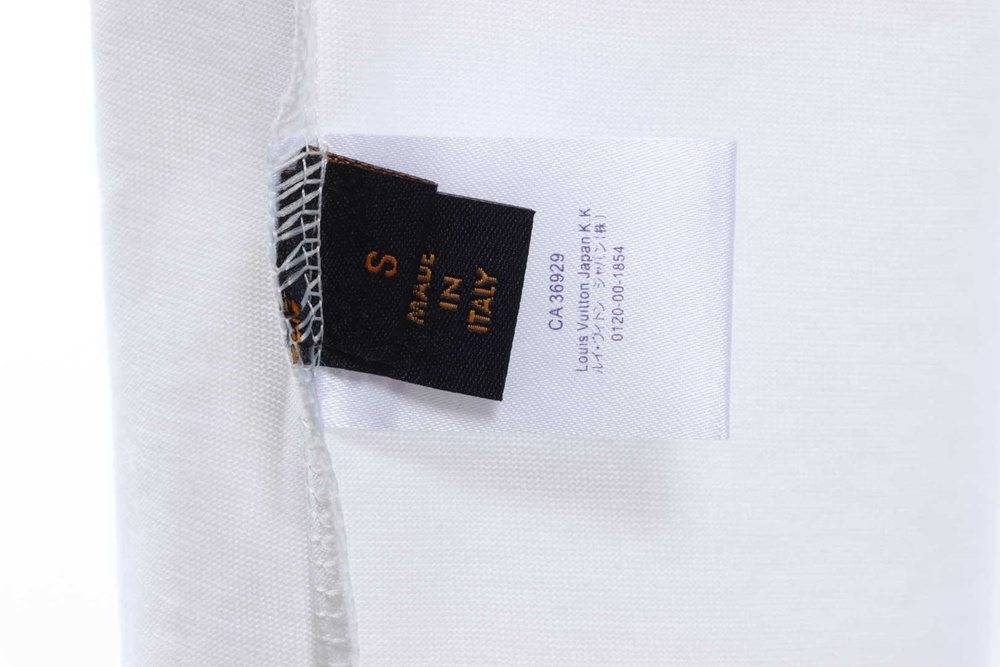 S
MADE
IN
ITALY
CA 36929
Louis Vuitton Japan K.K
ルイ・ヴィトン ジャパン(株)
0120-00-1854